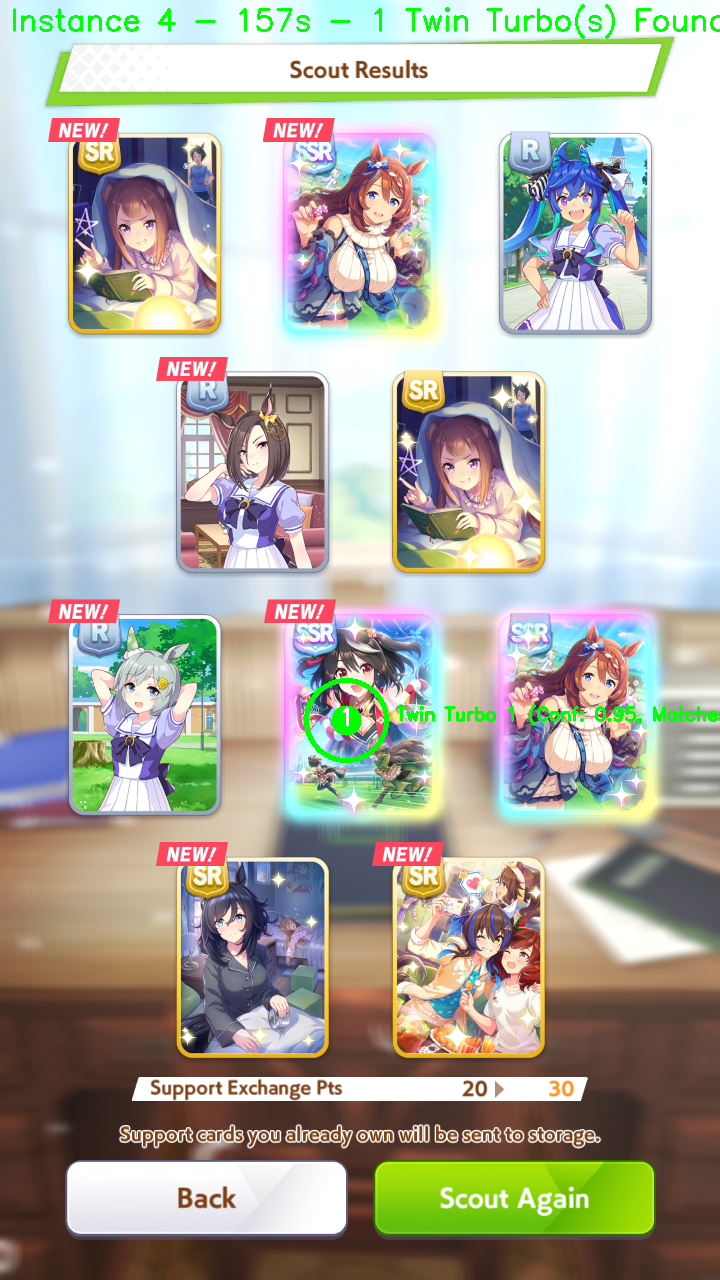 Instance 4 - 157s - 1 Twin Turbo(s) Found
Scout Results
NEW! NEW!
SR SSR R
NEW!
R SR
NEW! NEW!
R SSR SSR
1 Twin Turbo 1 (Conf: 0.95, Matches
NEW! NEW!
SR SR
Support Exchange Pts 20 30
Support cards you already own will be sent to storage.
Back Scout Again